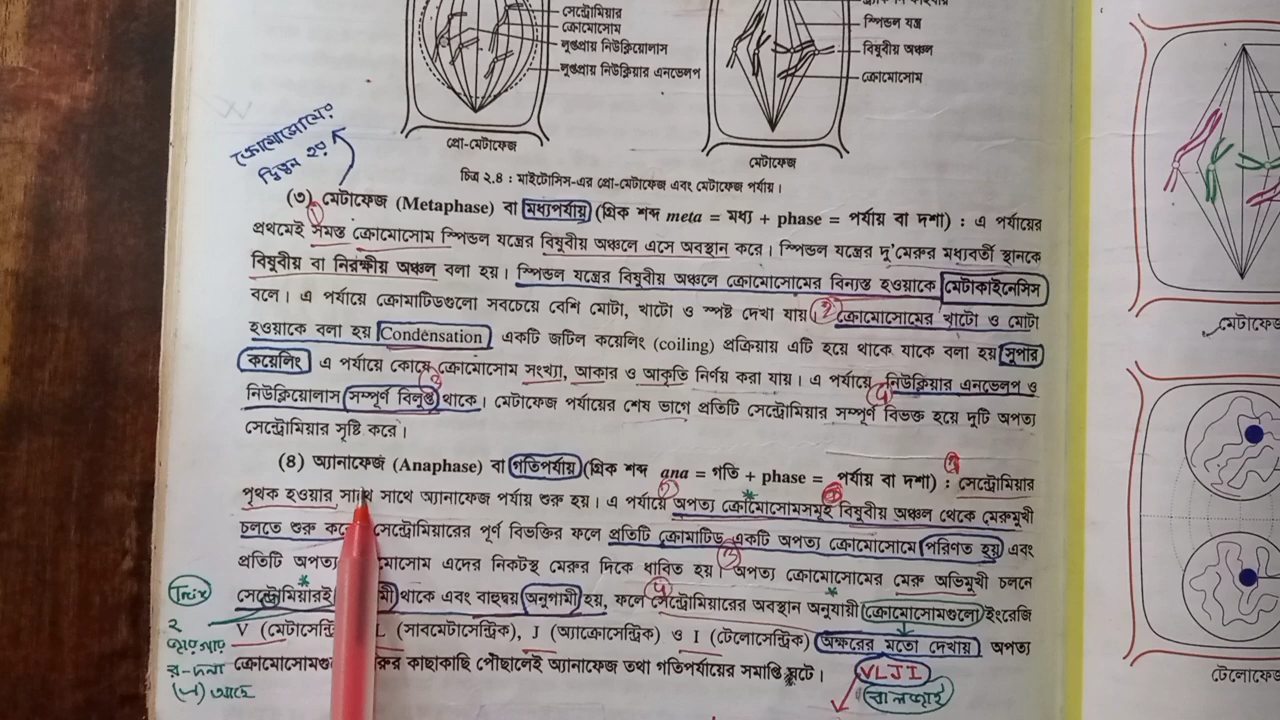 সেন্ট্রোমিয়ার
ক্রোমোসোম
লুপ্তপ্রায় নিউক্লিয়োলাস
লুপ্তপ্রায় নিউক্লিয়ার এনভেলপ
স্পিন্ডল যন্ত্র
বিষুবীয় অঞ্চল
ক্রোমোসোম
প্রো-মেটাফেজ
মেটাফেজ
চিত্র ২.৪ : মাইটোসিস-এর প্রো-মেটাফেজ এবং মেটাফেজ পর্যায়।
ক্রোমোসোমের
দ্বিগুন হয়
(৩) মেটাফেজ (Metaphase) বা মধ্যপর্যায় (গ্রিক শব্দ meta = মধ্য + phase = পর্যায় বা দশা) : এ পর্যায়ের
প্রথমেই সমস্ত ক্রোমোসোম স্পিন্ডল যন্ত্রের বিষুবীয় অঞ্চলে এসে অবস্থান করে। স্পিন্ডল যন্ত্রের দু'মেরুর মধ্যবর্তী স্থানকে
বিষুবীয় বা নিরক্ষীয় অঞ্চল বলা হয়। স্পিন্ডল যন্ত্রের বিষুবীয় অঞ্চলে ক্রোমোসোমের বিন্যস্ত হওয়াকে মেটাকাইনেসিস
বলে। এ পর্যায়ে ক্রোমাটিডগুলো সবচেয়ে বেশি মোটা, খাটো ও স্পষ্ট দেখা যায়। ক্রোমোসোমের খাটো ও মোটা
হওয়াকে বলা হয় Condensation একটি জটিল কয়েলিং (coiling) প্রক্রিয়ায় এটি হয়ে থাকে যাকে বলা হয় সুপার
কয়েলিং এ পর্যায়ে কোষে ক্রোমোসোম সংখ্যা, আকার ও আকৃতি নির্ণয় করা যায়। এ পর্যায়ে নিউক্লিয়ার এনভেলপ ও
নিউক্লিয়োলাস সম্পূর্ণ বিলুপ্ত থাকে। মেটাফেজ পর্যায়ের শেষ ভাগে প্রতিটি সেন্ট্রোমিয়ার সম্পূর্ণ বিভক্ত হয়ে দুটি অপত্য
সেন্ট্রোমিয়ার সৃষ্টি করে।
(৪) অ্যানাফেজ (Anaphase) বা গতিপর্যায় (গ্রিক শব্দ ana = গতি + phase = পর্যায় বা দশা) : সেন্ট্রোমিয়ার
পৃথক হওয়ার সাথে সাথে অ্যানাফেজ পর্যায় শুরু হয়। এ পর্যায়ে অপত্য ক্রোমোসোমসমূহ বিষুবীয় অঞ্চল থেকে মেরুমুখী
চলতে শুরু সেন্ট্রোমিয়ারের পূর্ণ বিভক্তির ফলে প্রতিটি ক্রোমাটিড একটি অপত্য ক্রোমোসোমে পরিণত হয় এবং
প্রতিটি অপত্য মোসোম এদের নিকটস্থ মেরুর দিকে ধাবিত হয়। অপত্য ক্রোমোসোমের মেরু অভিমুখী চলনে
Trix সেন্ট্রোমিয়ারই মী থাকে এবং বাহুদ্বয় অনুগামী হয়, ফলে সেন্ট্রোমিয়ারের অবস্থান অনুযায়ী ক্রোমোসোমগুলো ইংরেজি
V (মেটাসেন্ট্রি L (সাবমেটাসেন্ট্রিক), J (অ্যাক্রোসেন্ট্রিক) ও I (টেলোসেন্ট্রিক) অক্ষরের মতো দেখায় অপত্য
ক্রোমোসোমগু রুর কাছাকাছি পৌছালেই অ্যানাফেজ তথা গতিপর্যায়ের সমাপ্তি ঘটে।
VLJI
আছে
মেটাফে
টেলোফে